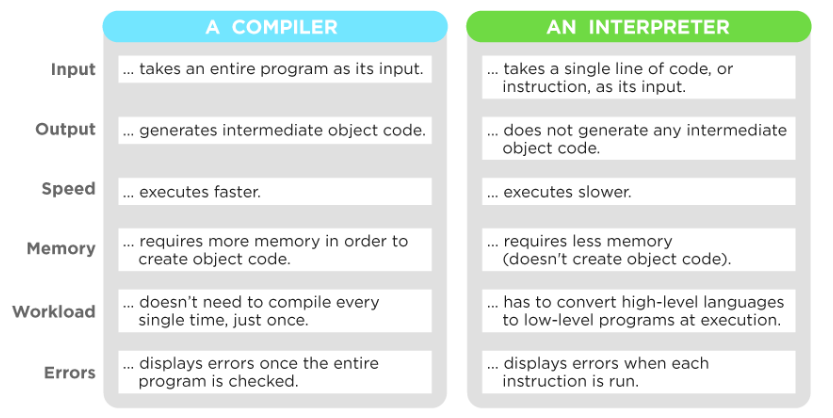 A COMPILER
AN INTERPRETER
Input
... takes an entire program as its input.
... takes a single line of code, or
instruction, as its input.
Output
... generates intermediate object code.
... does not generate any intermediate
object code.
Speed
... executes faster.
... executes slower.
Memory
... requires more memory in order to
create object code.
... requires less memory
(doesn't create object code).
Workload
... doesn’t need to compile every
single time, just once.
... has to convert high-level languages
to low-level programs at execution.
Errors
... displays errors once the entire
program is checked.
... displays errors when each
instruction is run.